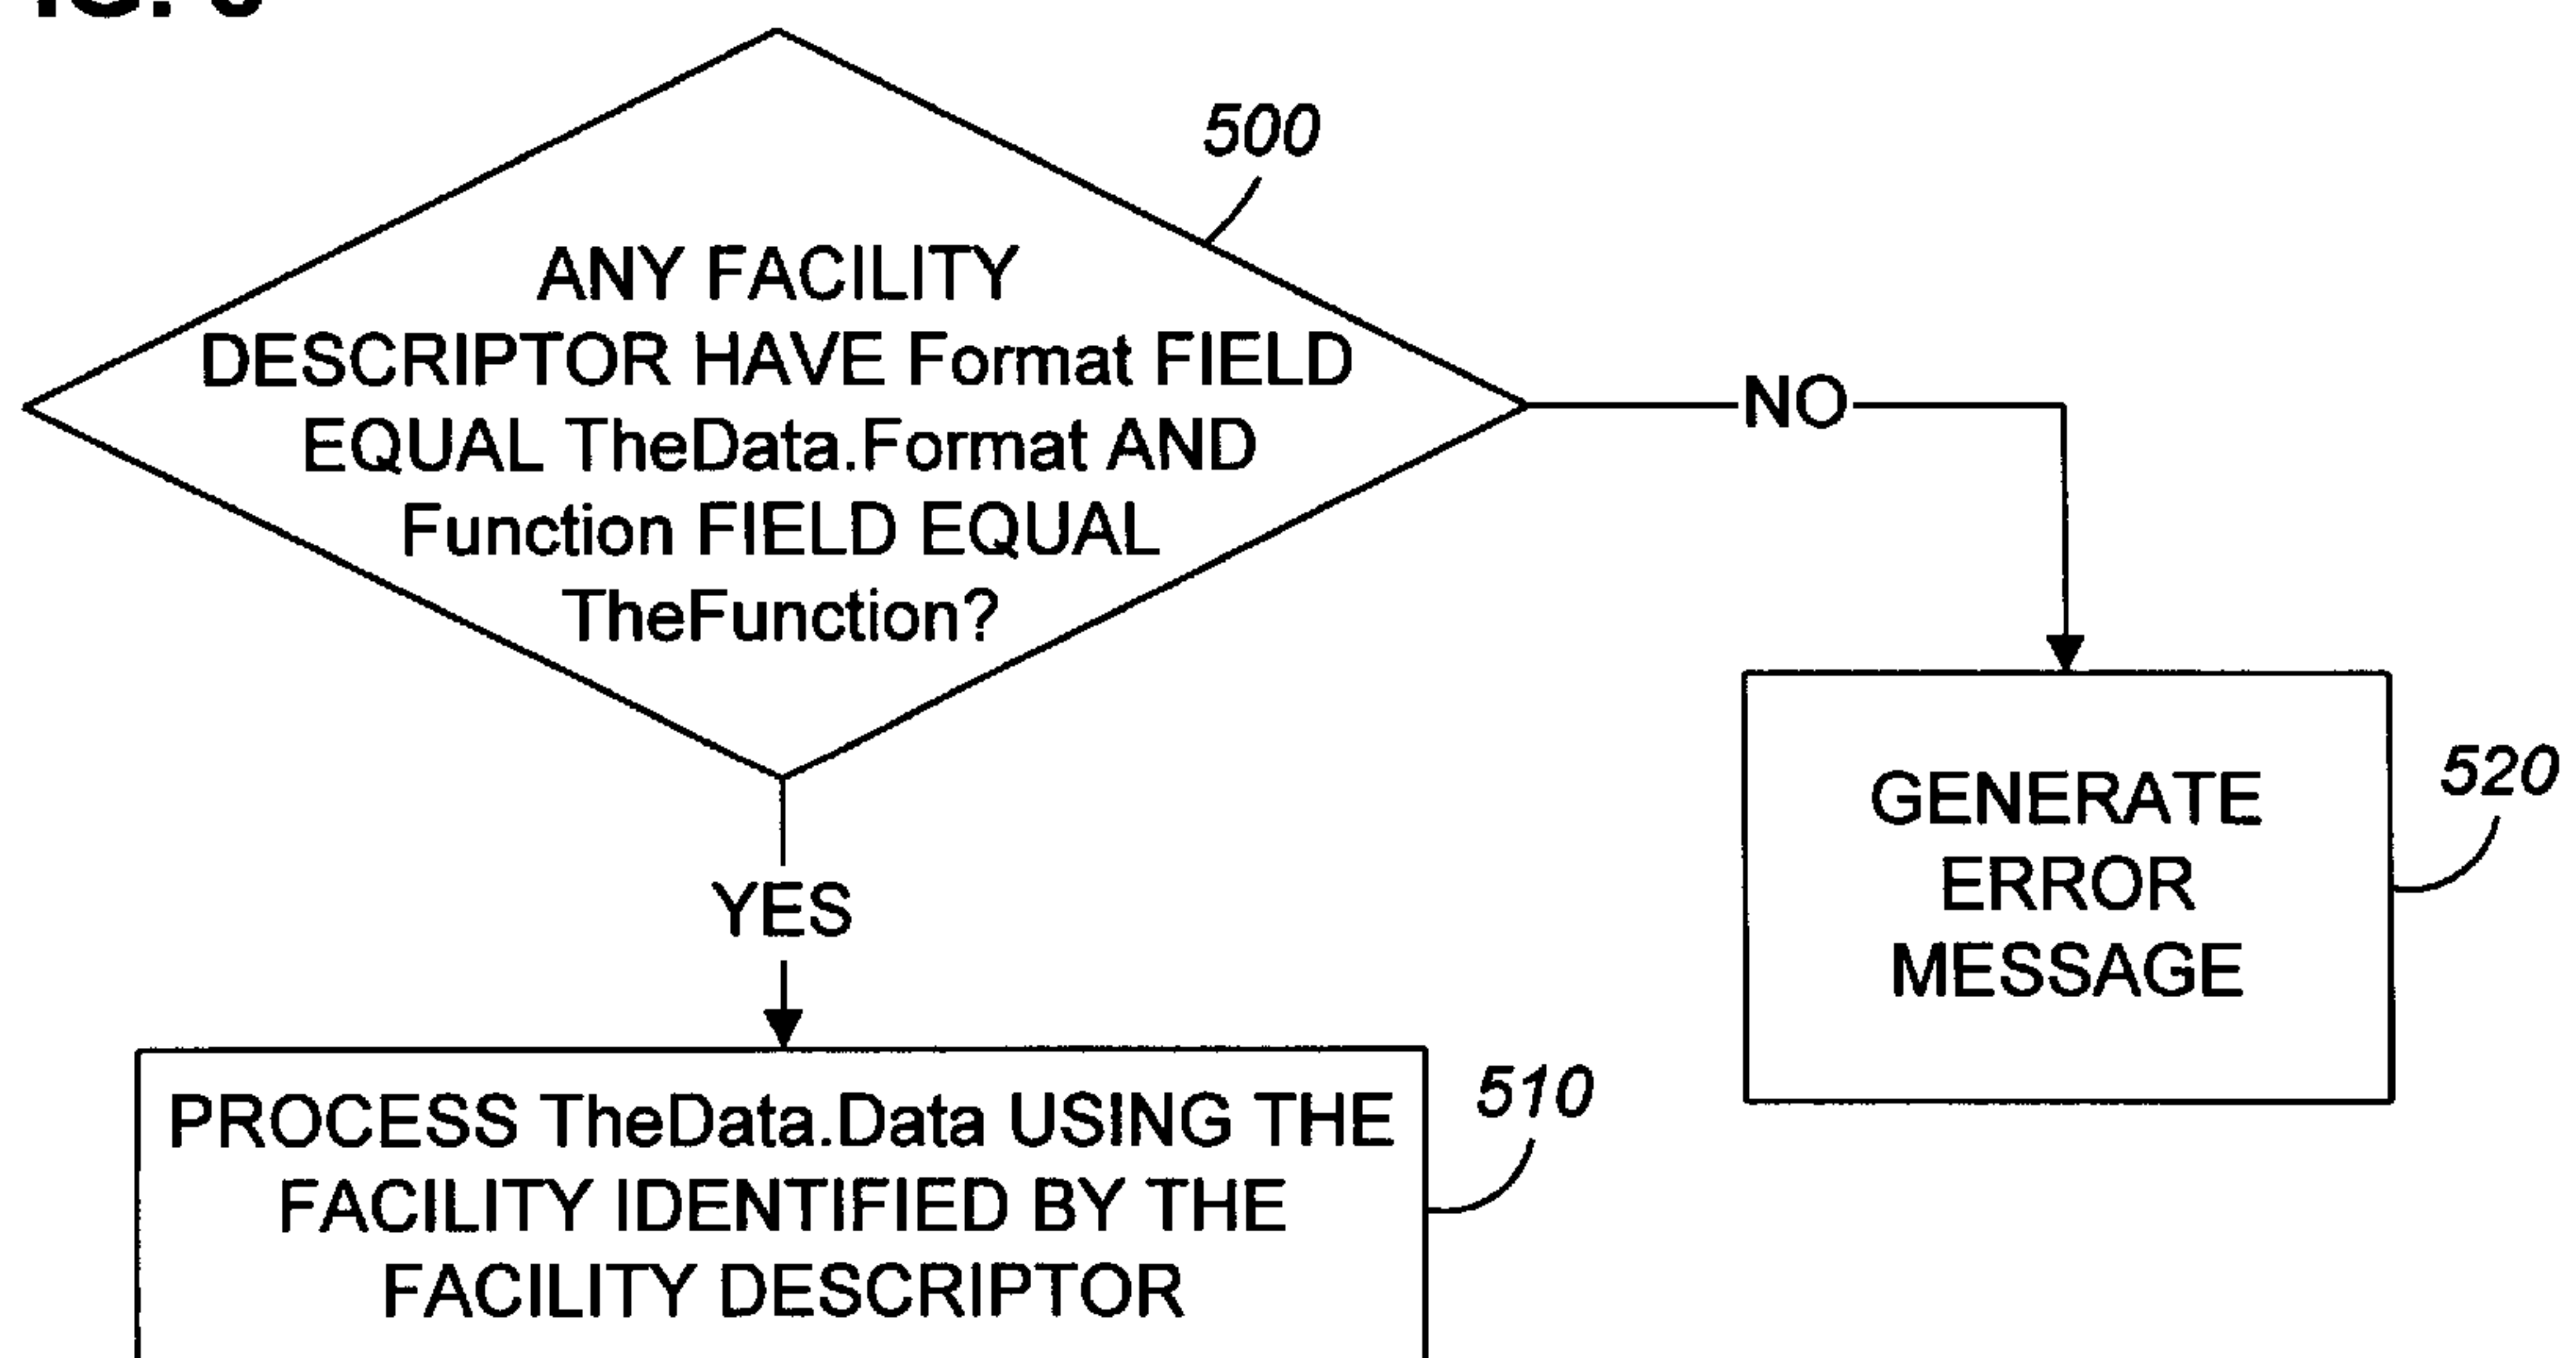 500
ANY FACILITY
DESCRIPTOR HAVE Format FIELD
EQUAL TheData.Format AND
Function FIELD EQUAL
TheFunction?
NO
YES
GENERATE
ERROR
MESSAGE
520
PROCESS TheData.Data USING THE
FACILITY IDENTIFIED BY THE
FACILITY DESCRIPTOR
510